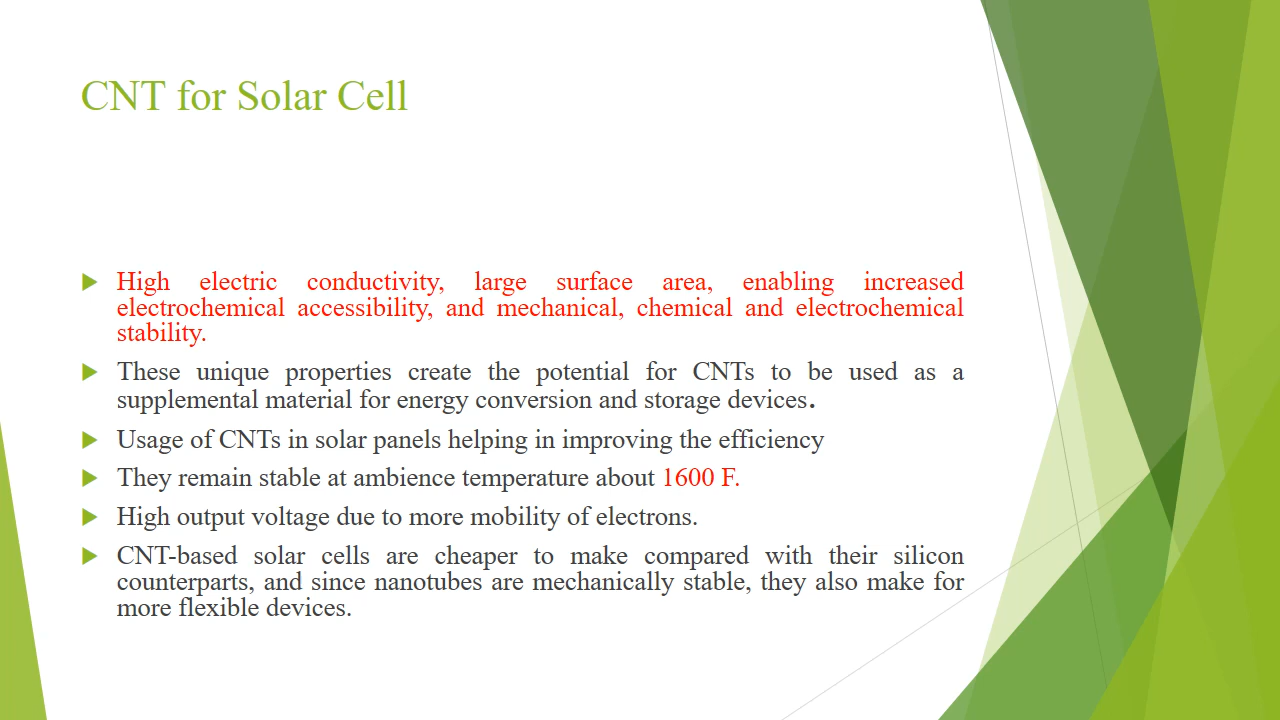 CNT for Solar Cell
High electric conductivity, large surface area, enabling increased
electrochemical accessibility, and mechanical, chemical and electrochemical
stability.
These unique properties create the potential for CNTs to be used as a
supplemental material for energy conversion and storage devices.
Usage of CNTs in solar panels helping in improving the efficiency
They remain stable at ambience temperature about 1600 F.
High output voltage due to more mobility of electrons.
CNT-based solar cells are cheaper to make compared with their silicon
counterparts, and since nanotubes are mechanically stable, they also make for
more flexible devices.